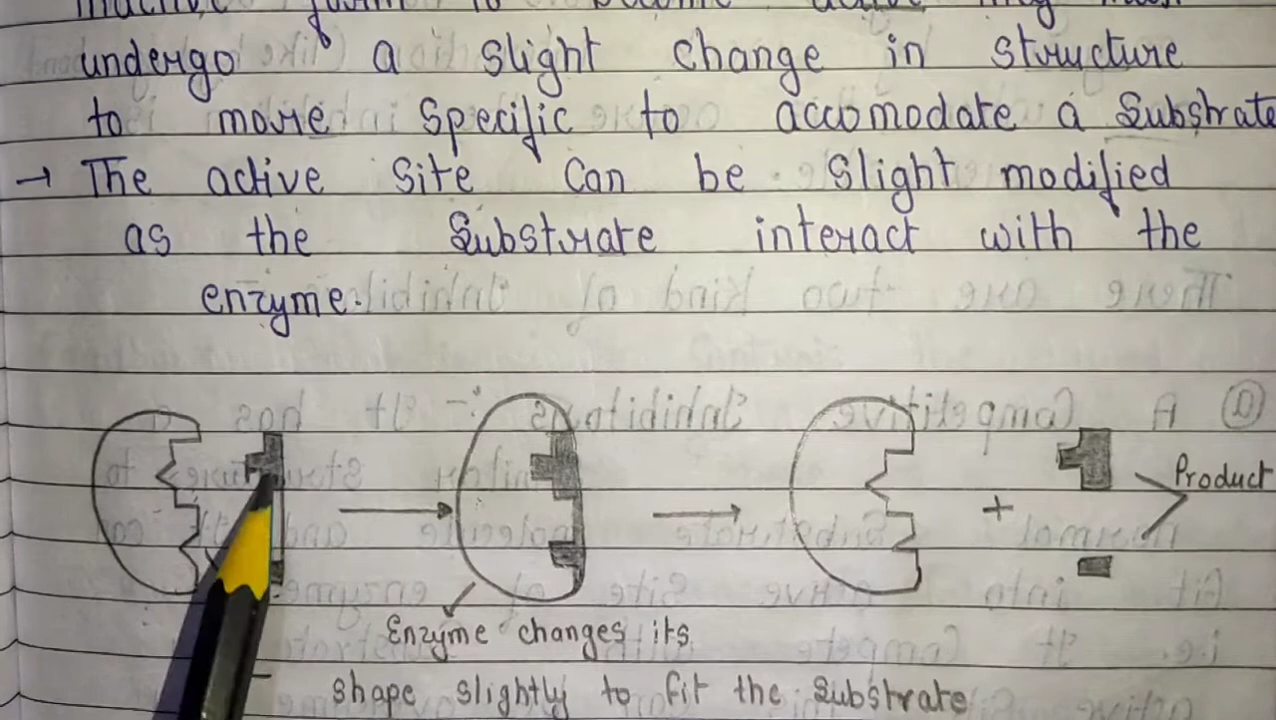 undergo a slight change in structure
to more specific to accomodate a substrate
→ The active site can be slight modified
as the substrate interact with the
enzyme.
+
Product
Enzyme changes its
shape slightly to fit the substrate